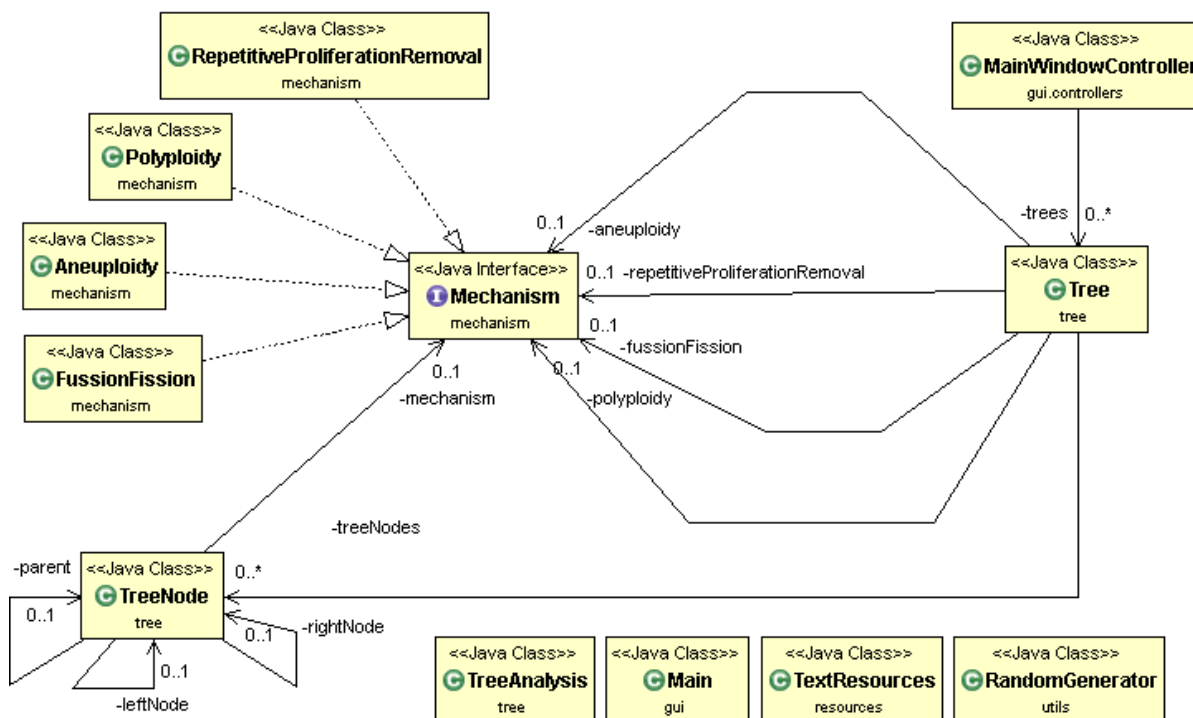 <<Java Class>>
RepetitiveProliferationRemoval
mechanism
<<Java Class>>
MainWindowController
gui.controllers
<<Java Class>>
Polyploidy
mechanism
<<Java Class>>
Aneuploidy
mechanism
<<Java Class>>
FussionFission
mechanism
<<Java Interface>>
Mechanism
mechanism
0..1
-aneuploidy
0..1 -repetitiveProliferationRemoval
0..1
-fussionFission
0..1
-polyploidy
-trees
0..*
<<Java Class>>
Tree
tree
0..1
-mechanism
-treeNodes
0..*
-parent
0..1
<<Java Class>>
TreeNode
tree
0..1
-rightNode
0..1
-leftNode
<<Java Class>>
TreeAnalysis
tree
<<Java Class>>
Main
gui
<<Java Class>>
TextResources
resources
<<Java Class>>
RandomGenerator
utils